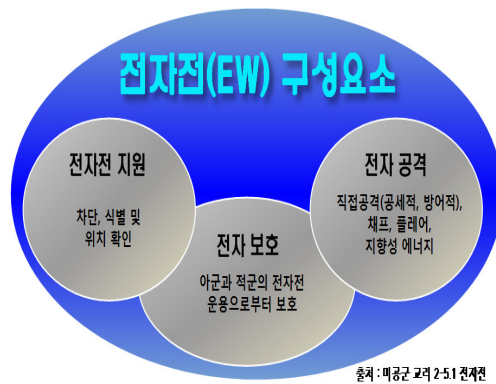 전자전(EW) 구성요소
전자전 지원
차단, 식별 및
위치 확인
전자 보호
아군과 적군의 전자전
운용으로부터 보호
전자 공격
직접공격(공세적, 방어적),
채프, 플레어,
지향성 에너지
출처 : 미공군 교리 2-5.1 전자전